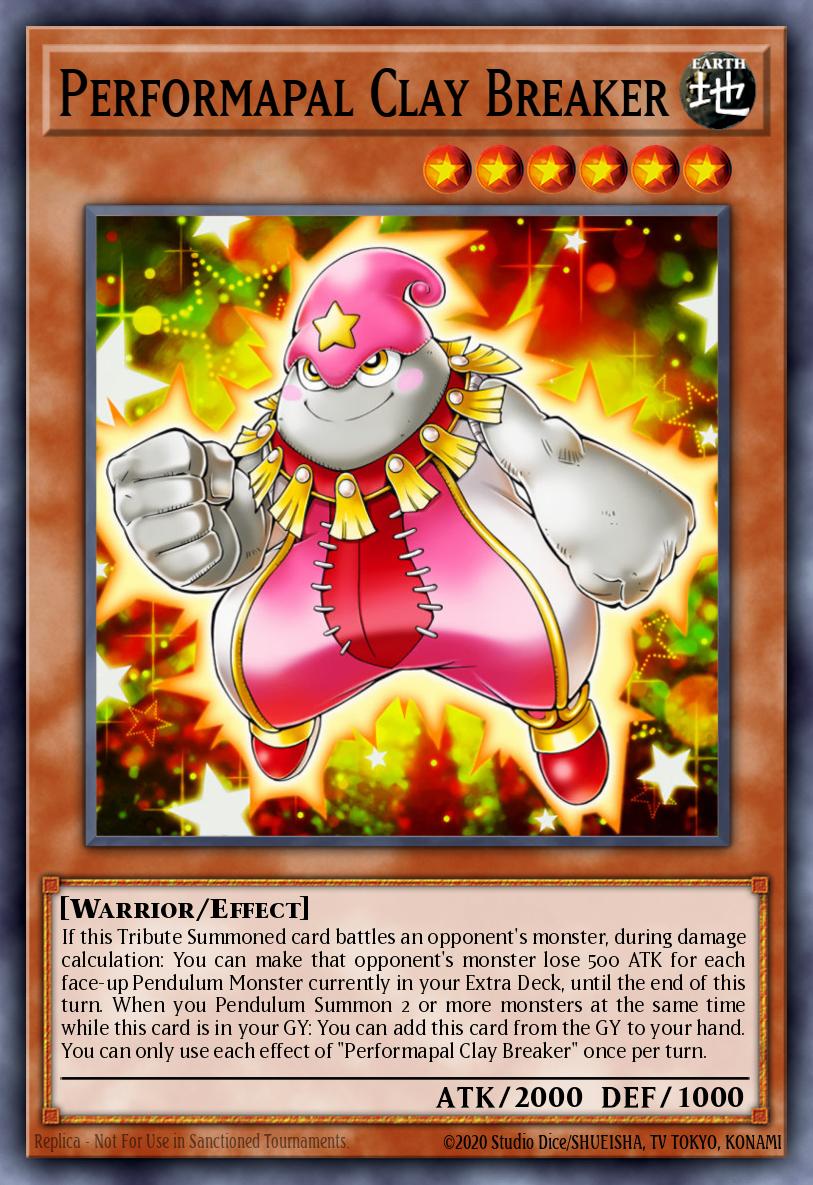 Performapal Clay Breaker
EARTH
地
[Warrior/Effect]
If this Tribute Summoned card battles an opponent's monster, during damage
calculation: You can make that opponent's monster lose 500 ATK for each
face-up Pendulum Monster currently in your Extra Deck, until the end of this
turn. When you Pendulum Summon 2 or more monsters at the same time
while this card is in your GY: You can add this card from the GY to your hand.
You can only use each effect of "Performapal Clay Breaker" once per turn.
ATK/2000 DEF/1000
Replica - Not For Use in Sanctioned Tournaments.
©2020 Studio Dice/SHUEISHA, TV TOKYO, KONAMI